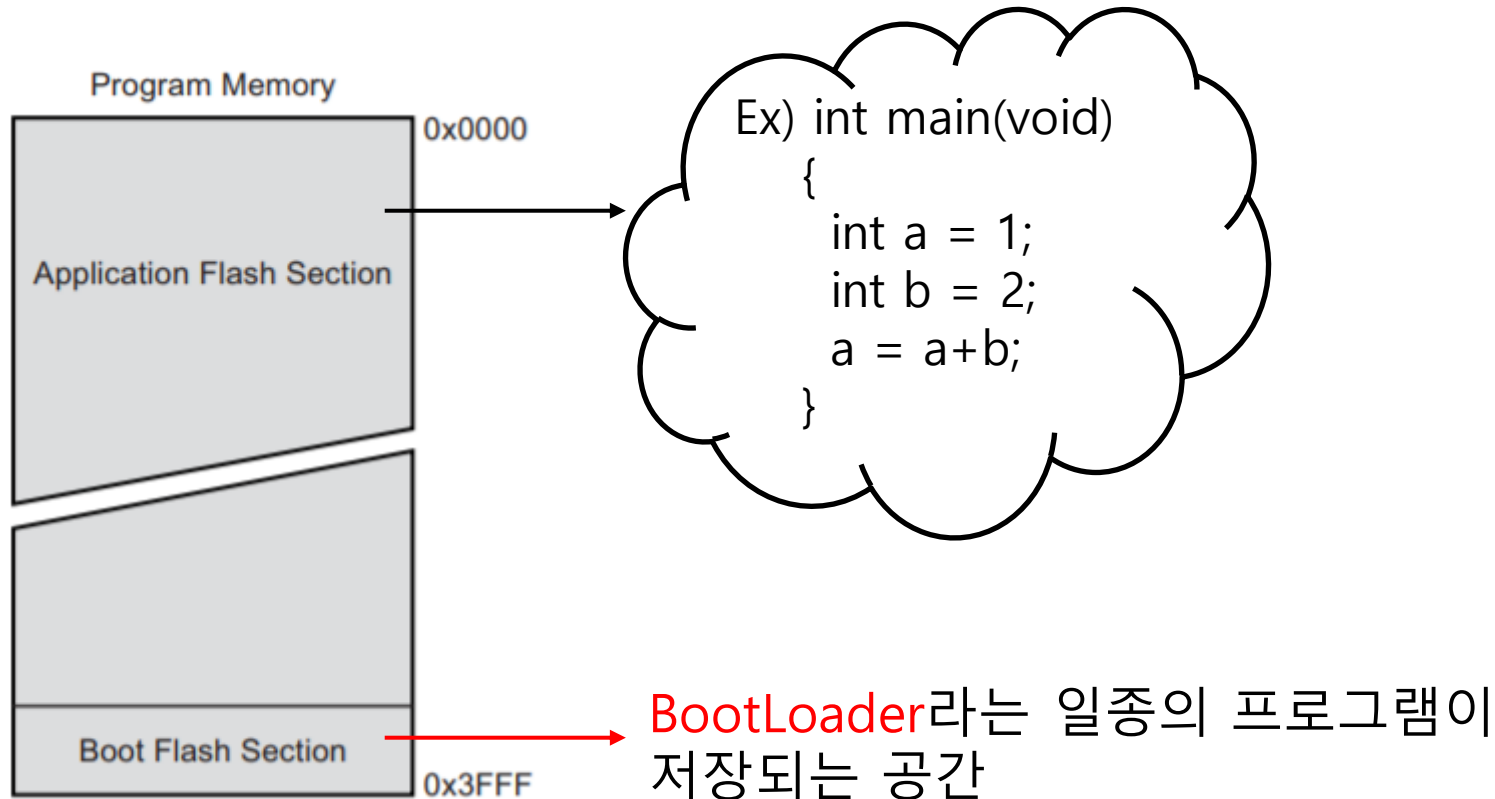 Program Memory
0x0000
Application Flash Section
Boot Flash Section
0x3FFF
Ex) int main(void)
{
int a = 1;
int b = 2;
a = a+b;
}
BootLoader라는 일종의 프로그램이
저장되는 공간